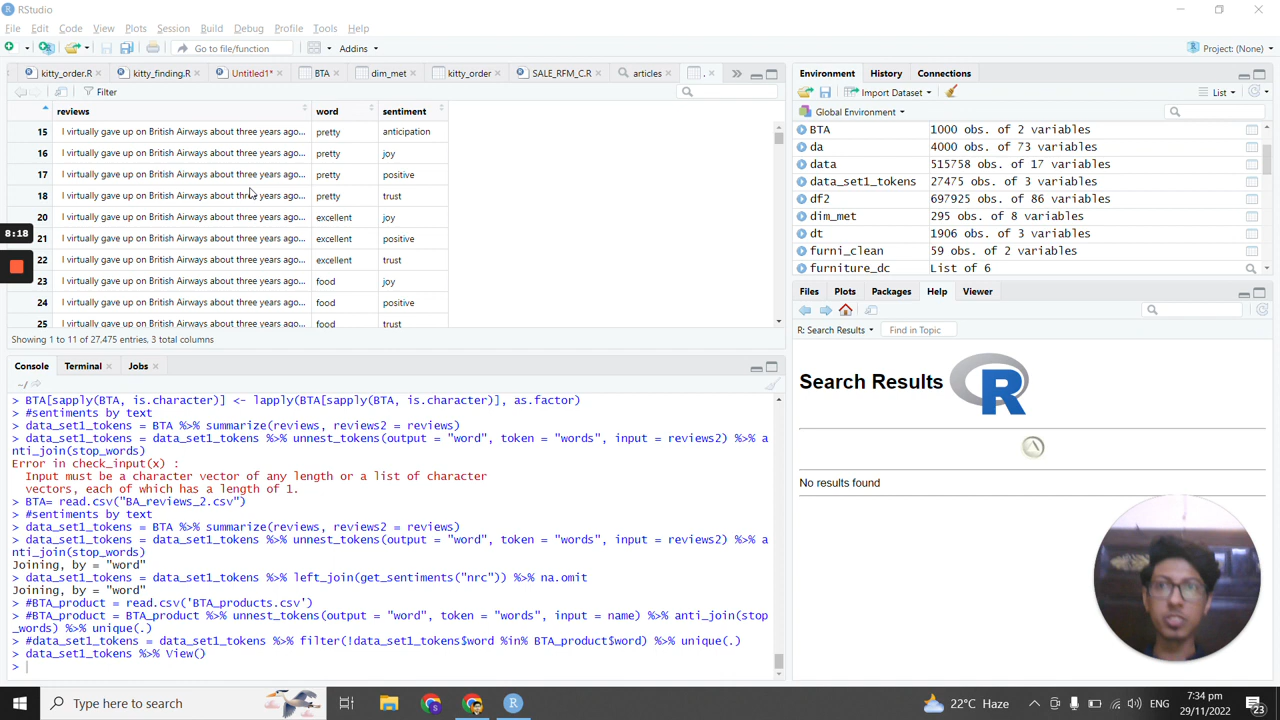 RStudio
File Edit Code View Plots Session Build Debug Profile Tools Help
Go to file/function Addins Project: (None)
kitty_order.R kitty_finding.R Untitled1* BTA dim_met kitty_order SALE_RFM_C.R articles .
Filter
reviews word sentiment
15 I virtually gave up on British Airways about three years ago... pretty anticipation
16 I virtually gave up on British Airways about three years ago... pretty joy
17 I virtually gave up on British Airways about three years ago... pretty positive
18 I virtually gave up on British Airways about three years ago... pretty trust
20 I virtually gave up on British Airways about three years ago... excellent joy
21 I virtually gave up on British Airways about three years ago... excellent positive
22 I virtually gave up on British Airways about three years ago... excellent trust
23 I virtually gave up on British Airways about three years ago... food joy
24 I virtually gave up on British Airways about three years ago... food positive
25 I virtually gave up on British Airways about three years ago... food trust
8:18
Showing 1 to 11 of 27,475 entries, 3 total columns
Console Terminal Jobs
~/
> BTA[sapply(BTA, is.character)] <- lapply(BTA[sapply(BTA, is.character)], as.factor)
> #sentiments by text
> data_set1_tokens = BTA %>% summarize(reviews, reviews2 = reviews)
> data_set1_tokens = data_set1_tokens %>% unnest_tokens(output = "word", token = "words", input = reviews2) %>% a
nti_join(stop_words)
Error in check_input(x) :
Input must be a character vector of any length or a list of character
vectors, each of which has a length of 1.
> BTA= read.csv("BA_reviews_2.csv")
> #sentiments by text
> data_set1_tokens = BTA %>% summarize(reviews, reviews2 = reviews)
> data_set1_tokens = data_set1_tokens %>% unnest_tokens(output = "word", token = "words", input = reviews2) %>% a
nti_join(stop_words)
Joining, by = "word"
> data_set1_tokens = data_set1_tokens %>% left_join(get_sentiments("nrc")) %>% na.omit
Joining, by = "word"
> #BTA_product = read.csv('BTA_products.csv')
> #BTA_product = BTA_product %>% unnest_tokens(output = "word", token = "words", input = name) %>% anti_join(stop
_words) %>% unique(.)
> #data_set1_tokens = data_set1_tokens %>% filter(!data_set1_tokens$word %in% BTA_product$word) %>% unique(.)
> data_set1_tokens %>% View()
>
Environment History Connections
Import Dataset List
Global Environment
BTA 1000 obs. of 2 variables
da 4000 obs. of 73 variables
data 515758 obs. of 17 variables
data_set1_tokens 27475 obs. of 3 variables
df2 697925 obs. of 86 variables
dim_met 295 obs. of 8 variables
dt 1906 obs. of 3 variables
furni_clean 59 obs. of 2 variables
furniture_dc List of 6
Files Plots Packages Help Viewer
R: Search Results Find in Topic
Search Results R
No results found
Type here to search
22°C Haze
7:34 pm
29/11/2022
23